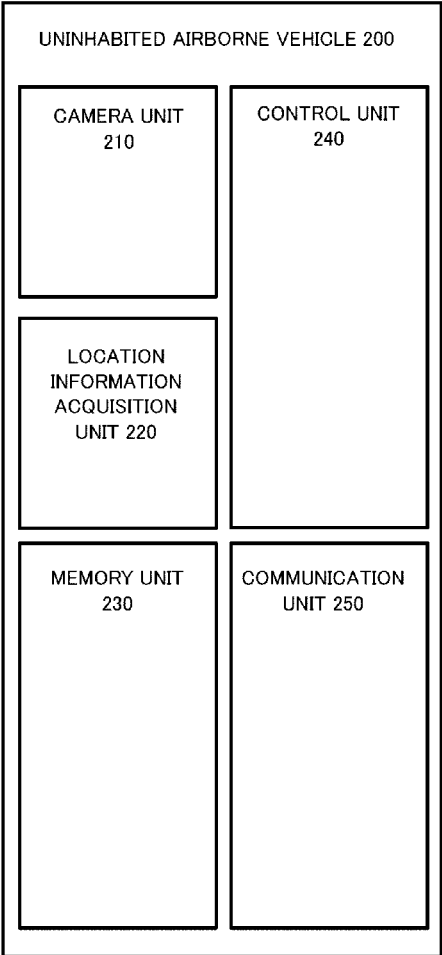 UNINHABITED AIRBORNE VEHICLE 200
CAMERA UNIT
210
CONTROL UNIT
240
LOCATION
INFORMATION
ACQUISITION
UNIT 220
MEMORY UNIT
230
COMMUNICATION
UNIT 250